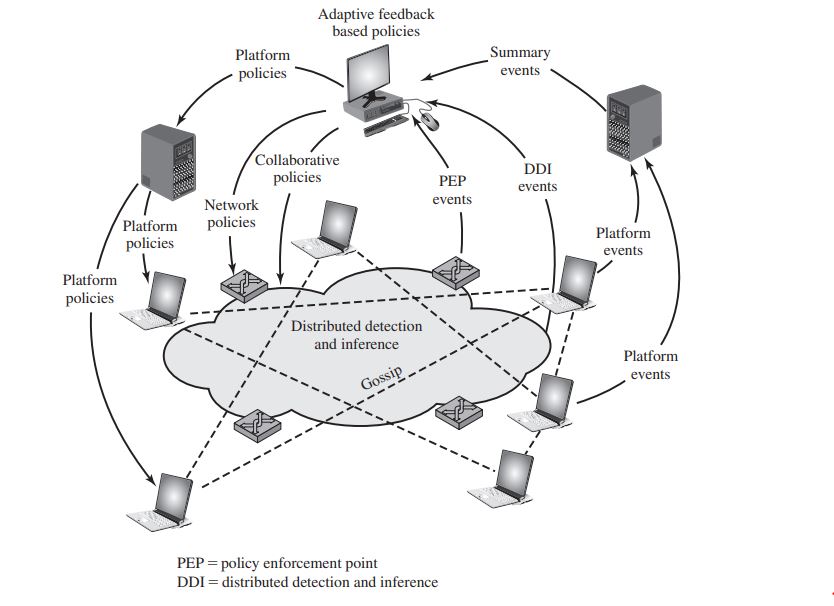 Adaptive feedback
based policies
Platform
policies
Summary
events
Collaborative
policies
PEP
events
DDI
events
Network
policies
Platform
policies
Platform
events
Platform
policies
Distributed detection
and inference
Gossip
Platform
events
PEP = policy enforcement point
DDI = distributed detection and inference